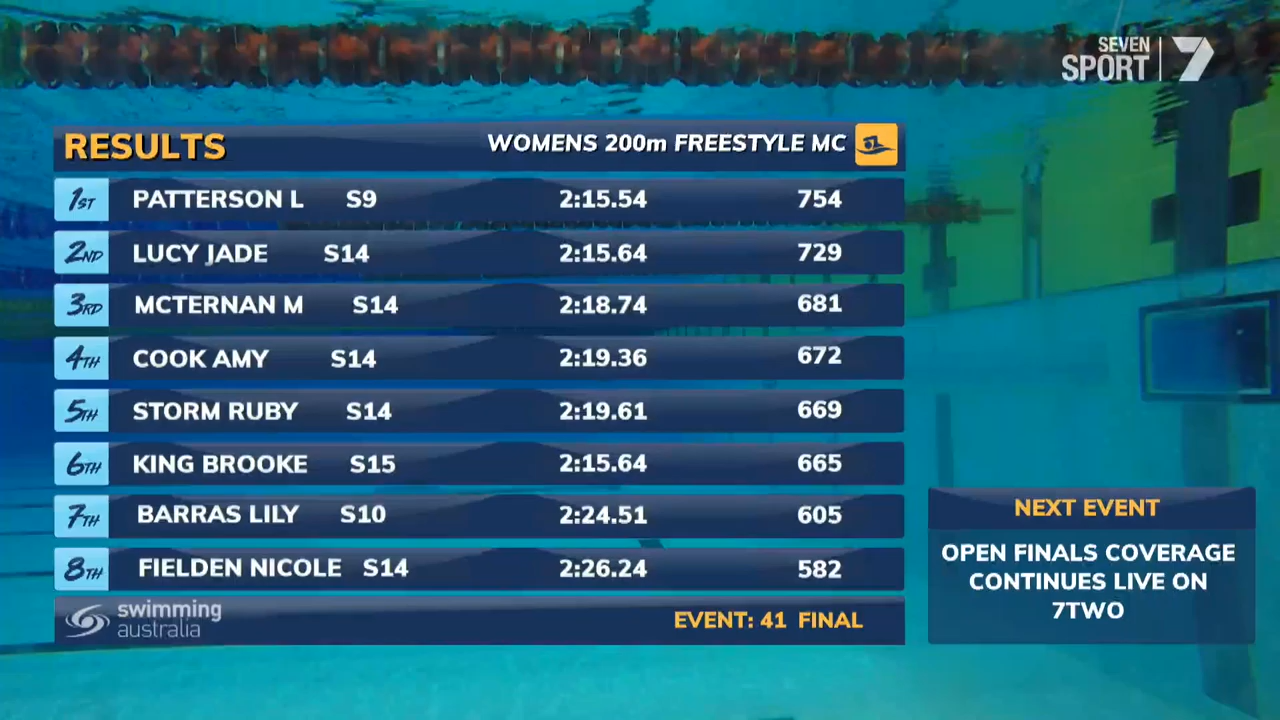 SEVEN
SPORT 7
RESULTS WOMENS 200m FREESTYLE MC
1ST PATTERSON L S9 2:15.54 754
2ND LUCY JADE S14 2:15.64 729
3RD MCTERNAN M S14 2:18.74 681
4TH COOK AMY S14 2:19.36 672
5TH STORM RUBY S14 2:19.61 669
6TH KING BROOKE S15 2:15.64 665
7TH BARRAS LILY S10 2:24.51 605
8TH FIELDEN NICOLE S14 2:26.24 582
swimming
australia
EVENT: 41 FINAL
NEXT EVENT
OPEN FINALS COVERAGE
CONTINUES LIVE ON
7TWO